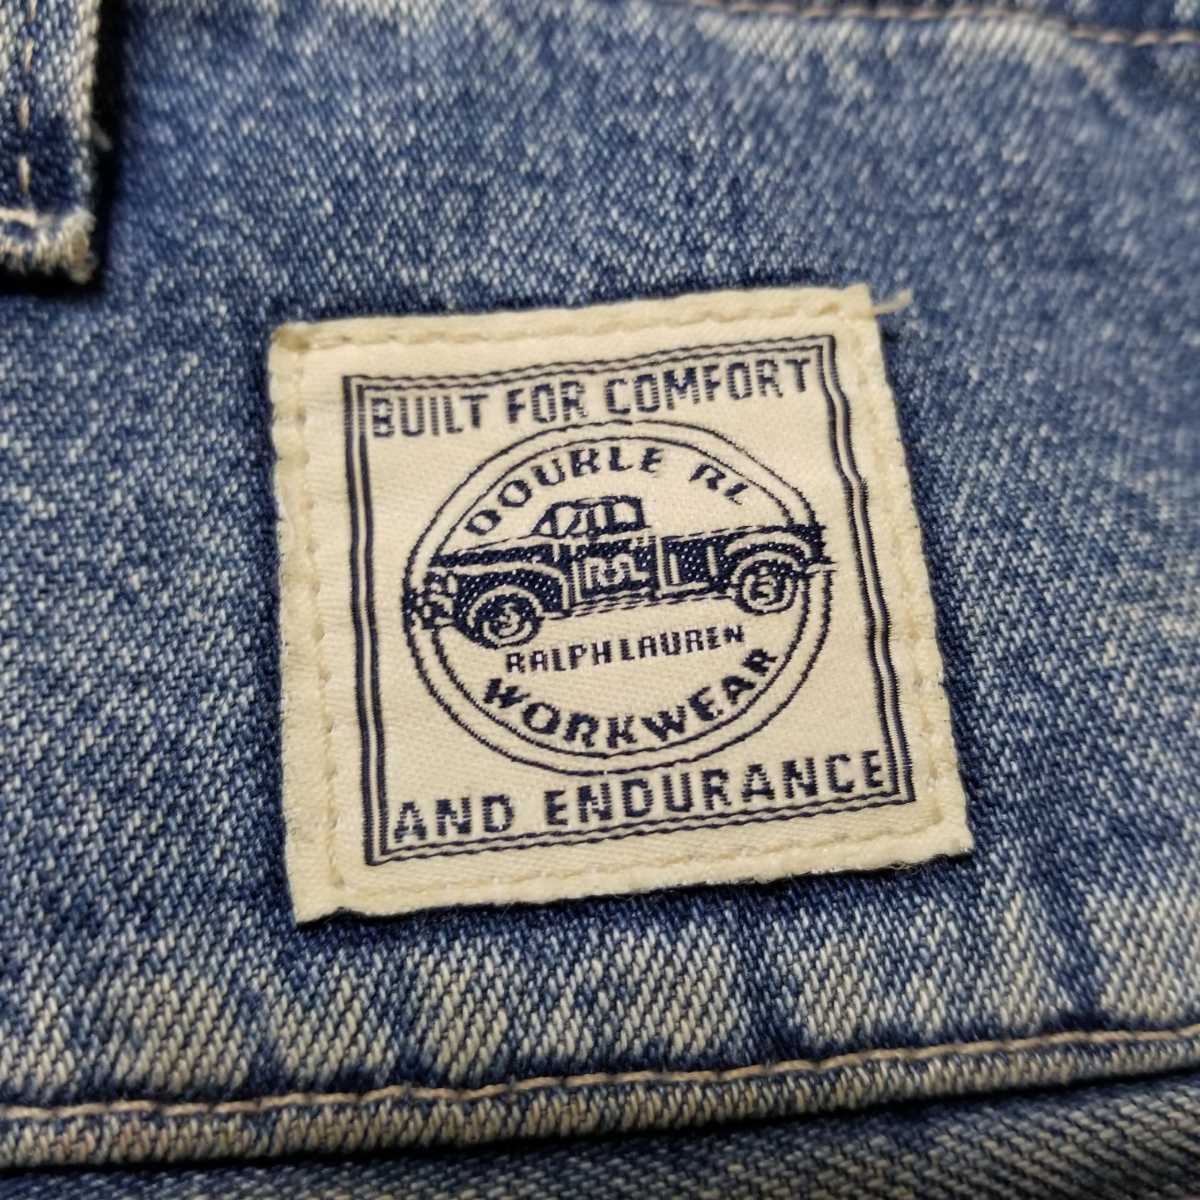 BUILT FOR COMFORT
DOUBLE RL
RRL
RALPH LAUREN
WORKWEAR
AND ENDURANCE